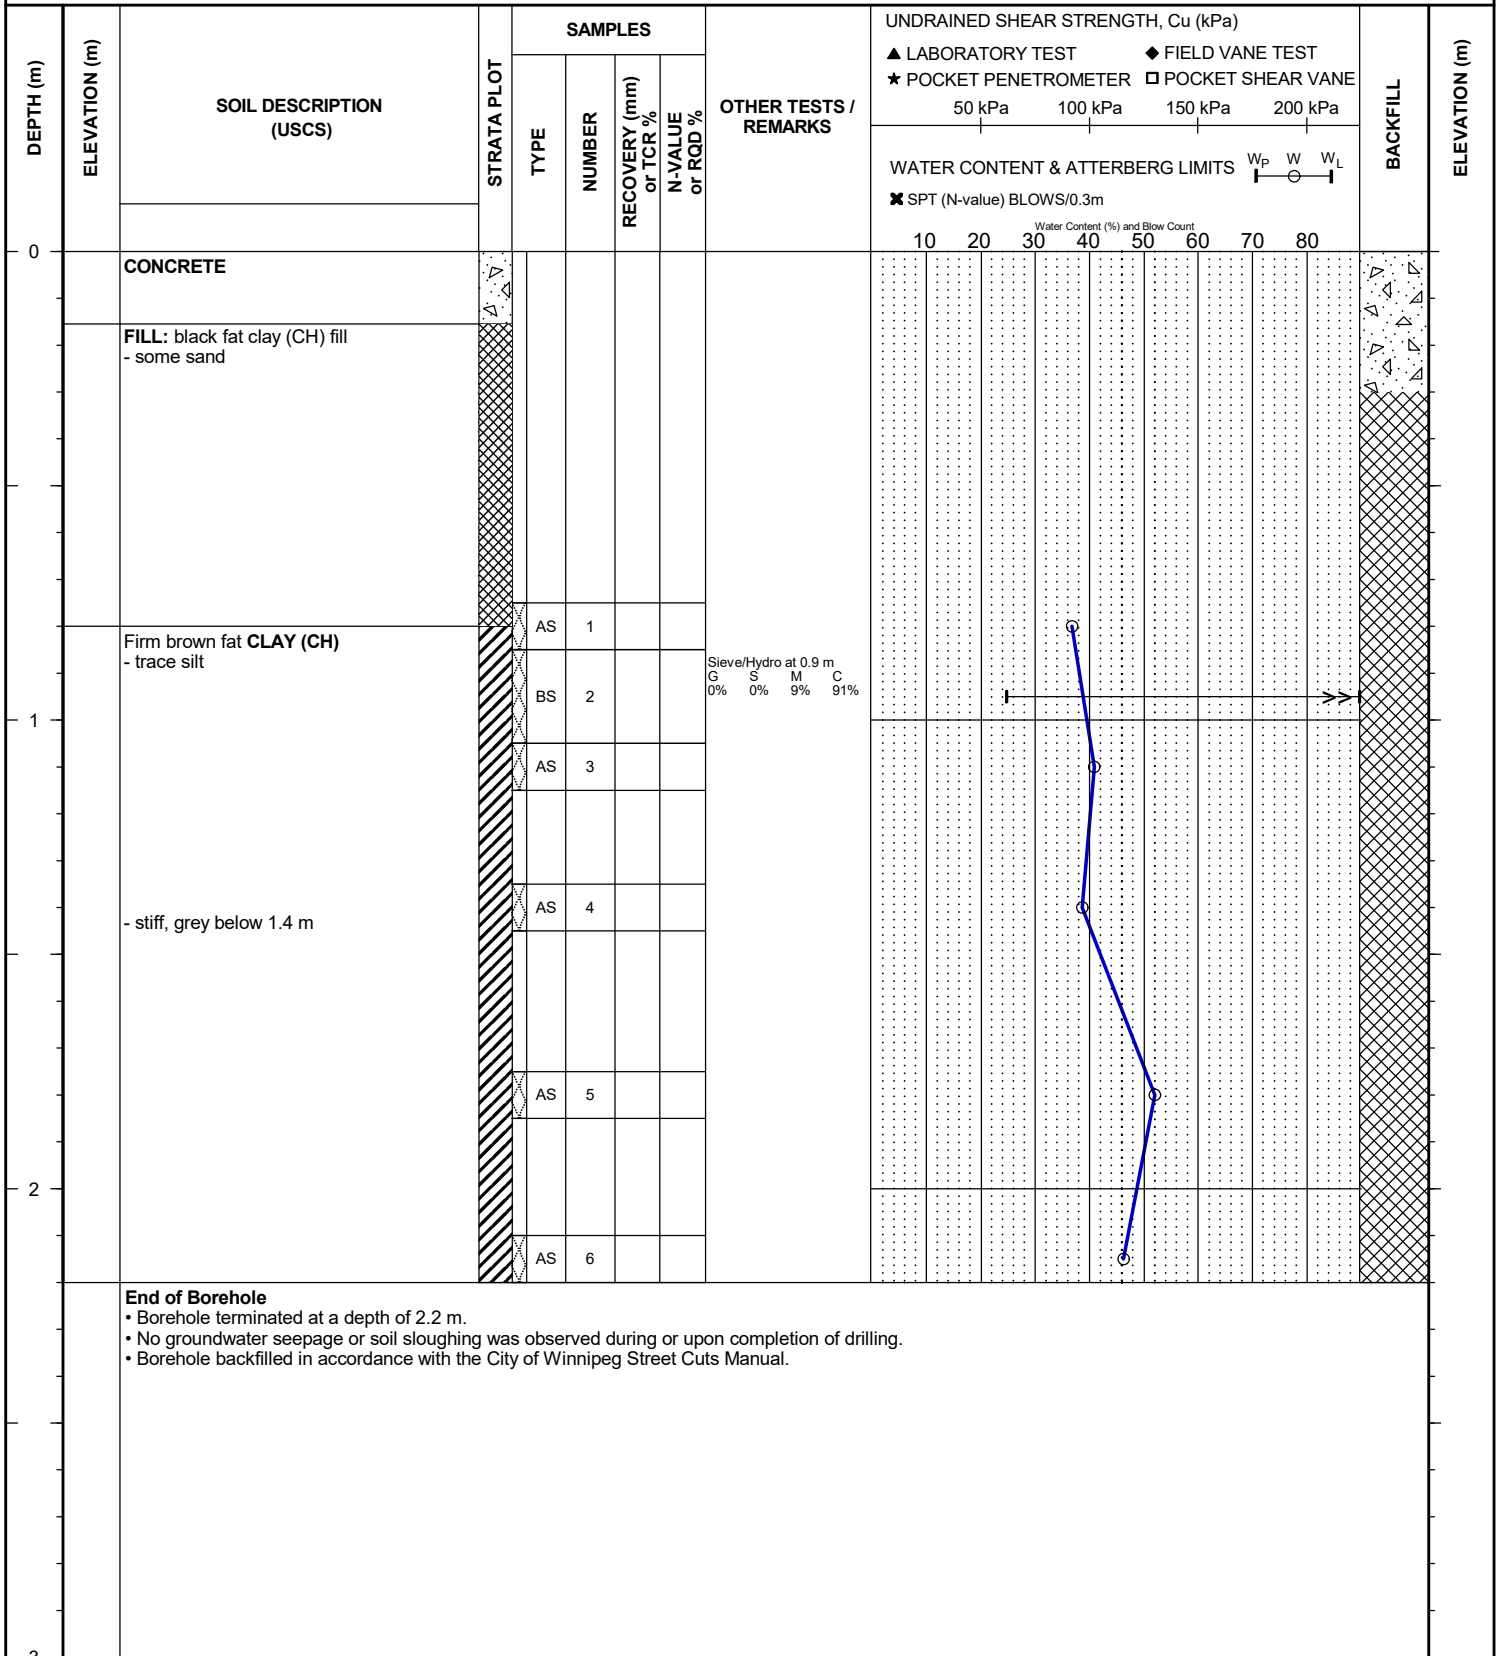 DEPTH (m)
ELEVATION (m)
SOIL DESCRIPTION
(USCS)
STRATA PLOT
SAMPLES
TYPE
NUMBER
RECOVERY (mm)
or TCR %
N-VALUE
or RQD %
OTHER TESTS /
REMARKS
UNDRAINED SHEAR STRENGTH, Cu (kPa)
▲ LABORATORY TEST ◆ FIELD VANE TEST
★ POCKET PENETROMETER □ POCKET SHEAR VANE
50 kPa 100 kPa 150 kPa 200 kPa
WATER CONTENT & ATTERBERG LIMITS WP W WL
✖ SPT (N-value) BLOWS/0.3m
Water Content (%) and Blow Count
10 20 30 40 50 60 70 80
BACKFILL
ELEVATION (m)
0
CONCRETE
FILL: black fat clay (CH) fill
- some sand
AS 1
Firm brown fat CLAY (CH)
- trace silt
Sieve/Hydro at 0.9 m
G S M C
0% 0% 9% 91%
BS 2
1
AS 3
AS 4
- stiff, grey below 1.4 m
AS 5
2
AS 6
End of Borehole
• Borehole terminated at a depth of 2.2 m.
• No groundwater seepage or soil sloughing was observed during or upon completion of drilling.
• Borehole backfilled in accordance with the City of Winnipeg Street Cuts Manual.
3